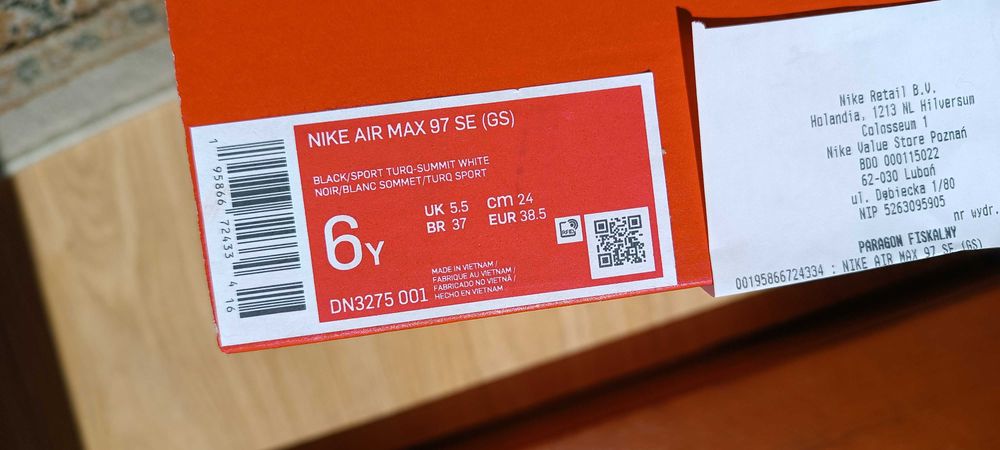 1 95866 72433 4 16
NIKE AIR MAX 97 SE (GS)
BLACK/SPORT TURQ-SUMMIT WHITE
NOIR/BLANC SOMMET/TURQ SPORT
6Y
UK 5.5 cm 24
BR 37 EUR 38.5
RFID
MADE IN VIETNAM /
FABRIQUE AU VIETNAM /
FABRICADO NO VIETNÃ /
HECHO EN VIETNAM
DN3275 001
Nike Retail B.V.
Holandia, 1213 NL Hilversum
Colosseum 1
Nike Value Store Poznań
BDO 000115022
62-030 Luboń
ul. Dębiecka 1/80
NIP 5263095905
nr wydr.
PARAGON FISKALNY
00195866724334 : NIKE AIR MAX 97 SE (GS)